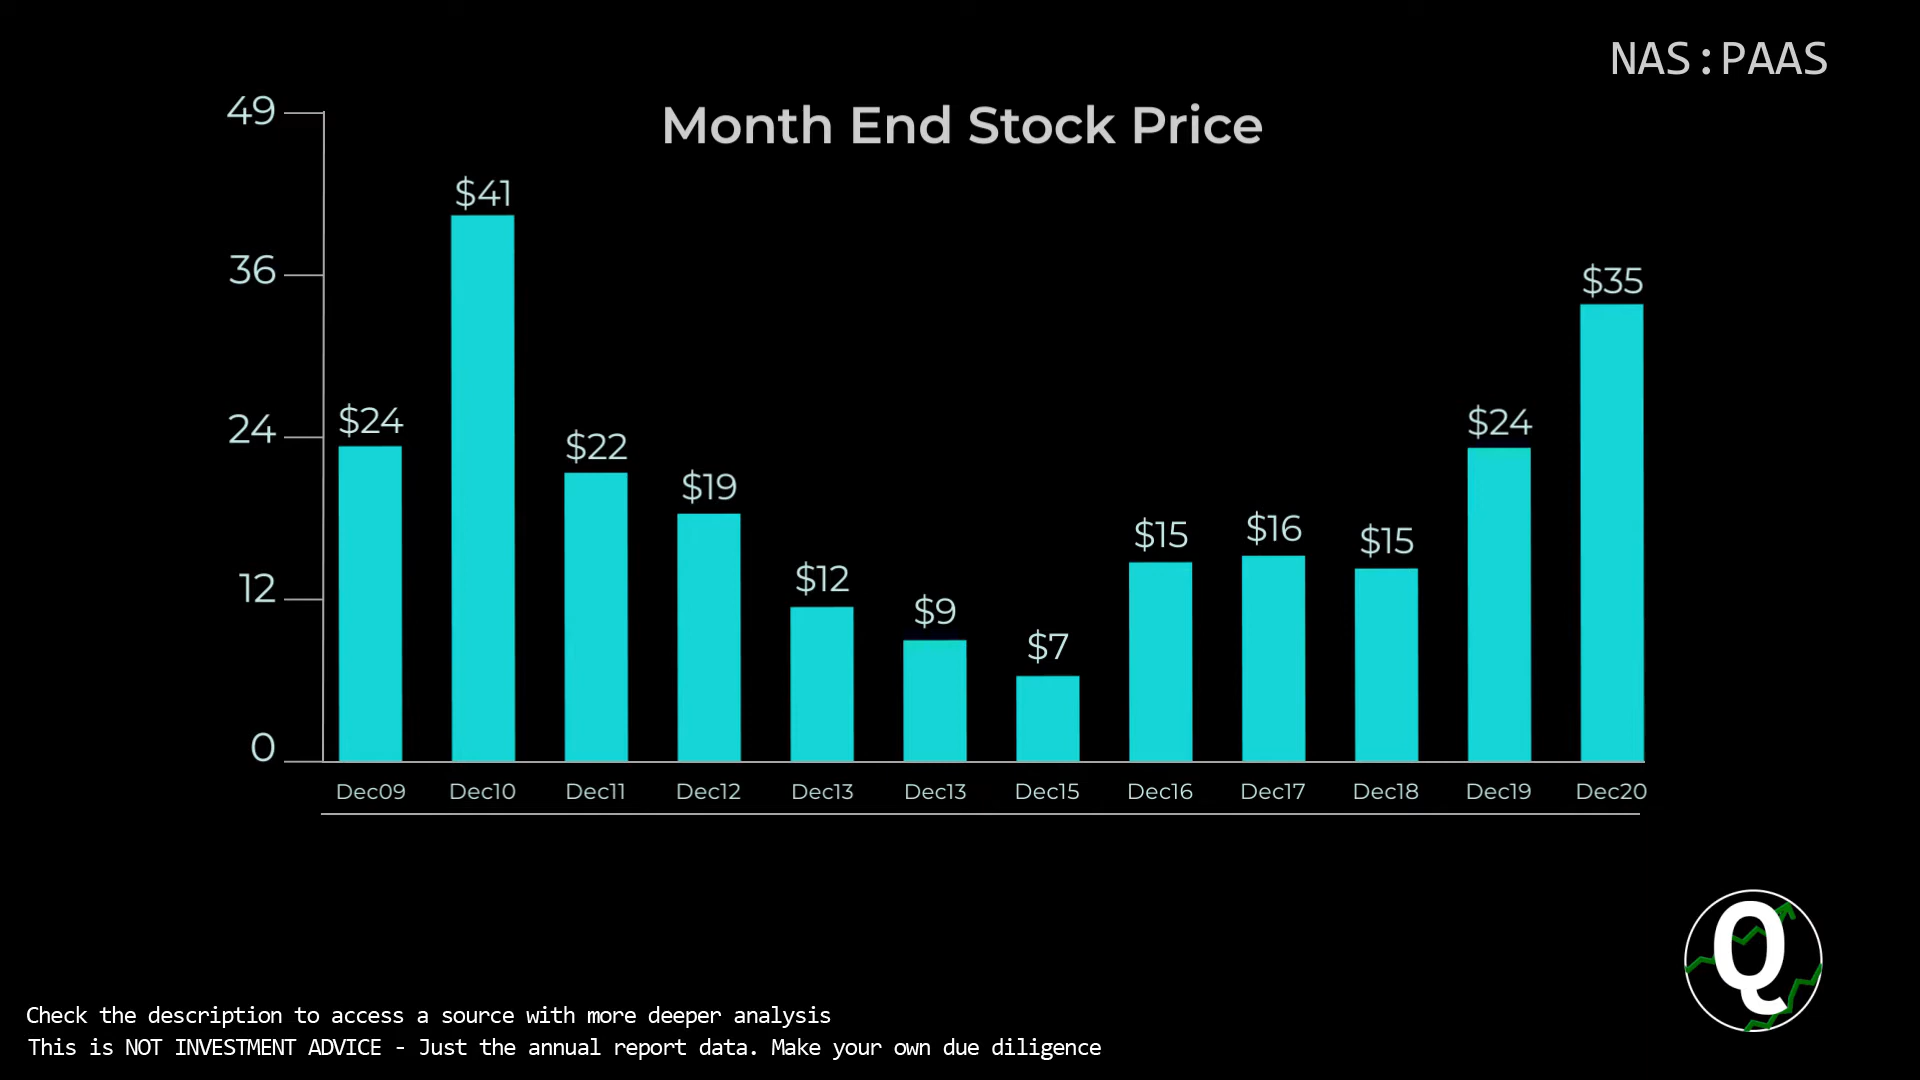 NAS:PAAS
Month End Stock Price
49
36
24
12
0
$24
$41
$22
$19
$12
$9
$7
$15
$16
$15
$24
$35
Dec09 Dec10 Dec11 Dec12 Dec13 Dec13 Dec15 Dec16 Dec17 Dec18 Dec19 Dec20
Q
Check the description to access a source with more deeper analysis
This is NOT INVESTMENT ADVICE - Just the annual report data. Make your own due diligence